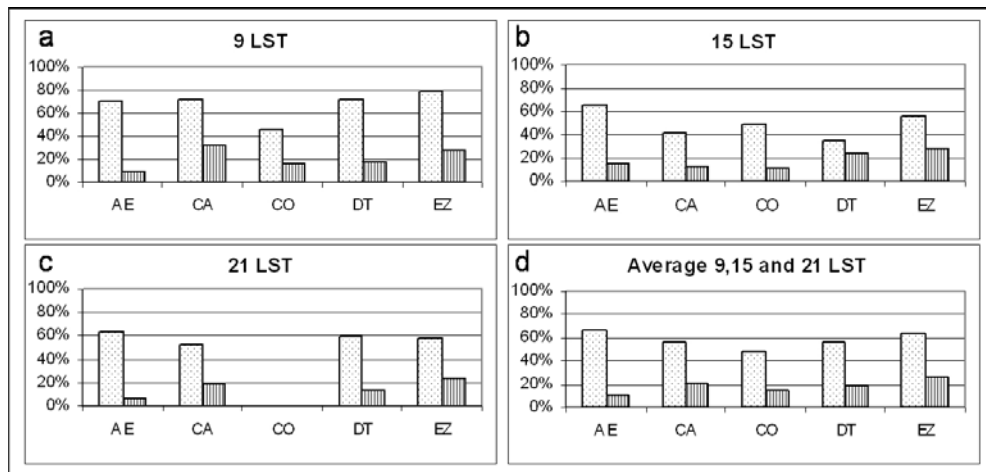 a
9 LST
100%
80%
60%
40%
20%
0%
AE CA CO DT EZ
b
15 LST
100%
80%
60%
40%
20%
0%
AE CA CO DT EZ
c
21 LST
100%
80%
60%
40%
20%
0%
AE CA CO DT EZ
d
Average 9,15 and 21 LST
100%
80%
60%
40%
20%
0%
AE CA CO DT EZ